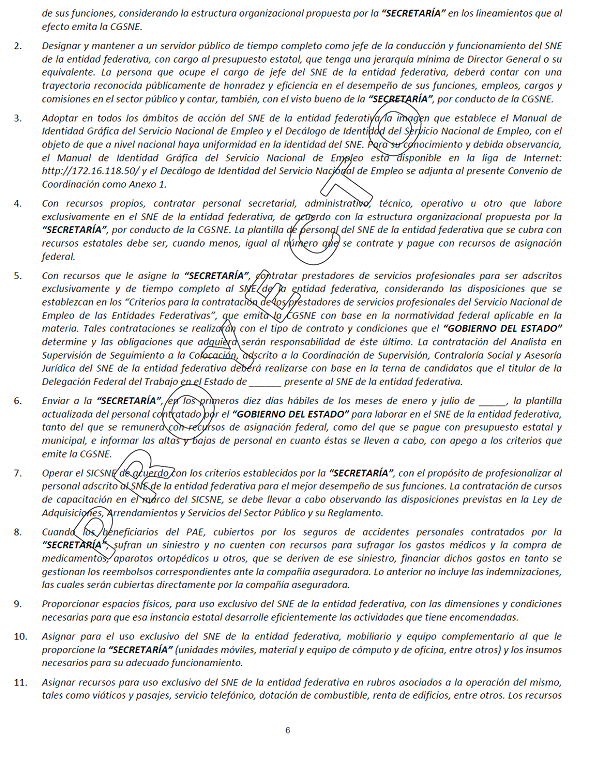 de sus funciones, considerando la estructura organizacional propuesta por la "SECRETARÍA" en los lineamientos que al
efecto emita la CGSNE.
2. Designar y mantener a un servidor público de tiempo completo como jefe de la conducción y funcionamiento del SNE
de la entidad federativa, con cargo al presupuesto estatal, que tenga una jerarquía mínima de Director General o su
equivalente. La persona que ocupe el cargo de jefe del SNE de la entidad federativa, deberá contar con una
trayectoria reconocida públicamente de honradez y eficiencia en el desempeño de sus funciones, empleos, cargos y
comisiones en el sector público y contar, también, con el visto bueno de la "SECRETARÍA", por conducto de la CGSNE.
3. Adoptar en todos los ámbitos de acción del SNE de la entidad federativa la imagen que establece el Manual de
Identidad Gráfica del Servicio Nacional de Empleo y el Decálogo de Identidad del Servicio Nacional de Empleo, con el
objeto de que a nivel nacional haya uniformidad en la identidad del SNE. Para su conocimiento y debida observancia,
el Manual de Identidad Gráfica del Servicio Nacional de Empleo está disponible en la liga de Internet:
http://172.16.118.50/ y el Decálogo de Identidad del Servicio Nacional de Empleo se adjunta al presente Convenio de
Coordinación como Anexo 1.
4. Con recursos propios, contratar personal secretarial, administrativo, técnico, operativo u otro que labore
exclusivamente en el SNE de la entidad federativa, de acuerdo con la estructura organizacional propuesta por la
"SECRETARÍA", por conducto de la CGSNE. La plantilla de personal del SNE de la entidad federativa que se cubra con
recursos estatales debe ser, cuando menos, igual al número que se contrate y pague con recursos de asignación
federal.
5. Con recursos que le asigne la "SECRETARÍA", contratar prestadores de servicios profesionales para ser adscritos
exclusivamente y de tiempo completo al SNE de la entidad federativa, considerando las disposiciones que se
establezcan en los "Criterios para la contratación de los prestadores de servicios profesionales del Servicio Nacional de
Empleo de las Entidades Federativas", que emita la CGSNE con base en la normatividad federal aplicable en la
materia. Tales contrataciones se realizarán con el tipo de contrato y condiciones que el "GOBIERNO DEL ESTADO"
determine y las obligaciones que adquiera serán responsabilidad de éste último. La contratación del Analista en
Supervisión de Seguimiento a la Colocación, adscrito a la Coordinación de Supervisión, Contraloría Social y Asesoría
Jurídica del SNE de la entidad federativa deberá realizarse con base en la terna de candidatos que el titular de la
Delegación Federal del Trabajo en el Estado de ______ presente al SNE de la entidad federativa.
6. Enviar a la "SECRETARÍA", en los primeros diez días hábiles de los meses de enero y julio de _____, la plantilla
actualizada del personal contratado por el "GOBIERNO DEL ESTADO" para laborar en el SNE de la entidad federativa,
tanto del que se remunera con recursos de asignación federal, como del que se pague con presupuesto estatal y
municipal, e informar las altas y bajas de personal en cuanto éstas se lleven a cabo, con apego a los criterios que
emite la CGSNE.
7. Operar el SICSNE de acuerdo con los criterios establecidos por la "SECRETARÍA", con el propósito de profesionalizar al
personal adscrito al SNE de la entidad federativa para el mejor desempeño de sus funciones. La contratación de cursos
de capacitación en el marco del SICSNE, se debe llevar a cabo observando las disposiciones previstas en la Ley de
Adquisiciones, Arrendamientos y Servicios del Sector Público y su Reglamento.
8. Cuando los beneficiarios del PAE, cubiertos por los seguros de accidentes personales contratados por la
"SECRETARÍA", sufran un siniestro y no cuenten con recursos para sufragar los gastos médicos y la compra de
medicamentos, aparatos ortopédicos u otros, que se deriven de ese siniestro, financiar dichos gastos en tanto se
gestionan los reembolsos correspondientes ante la compañía aseguradora. Lo anterior no incluye las indemnizaciones,
las cuales serán cubiertas directamente por la compañía aseguradora.
9. Proporcionar espacios físicos, para uso exclusivo del SNE de la entidad federativa, con las dimensiones y condiciones
necesarias para que esa instancia estatal desarrolle eficientemente las actividades que tiene encomendadas.
10. Asignar para el uso exclusivo del SNE de la entidad federativa, mobiliario y equipo complementario al que le
proporcione la "SECRETARÍA" (unidades móviles, material y equipo de cómputo y de oficina, entre otros) y los insumos
necesarios para su adecuado funcionamiento.
11. Asignar recursos para uso exclusivo del SNE de la entidad federativa en rubros asociados a la operación del mismo,
tales como viáticos y pasajes, servicio telefónico, dotación de combustible, renta de edificios, entre otros. Los recursos
6
PROYECTO